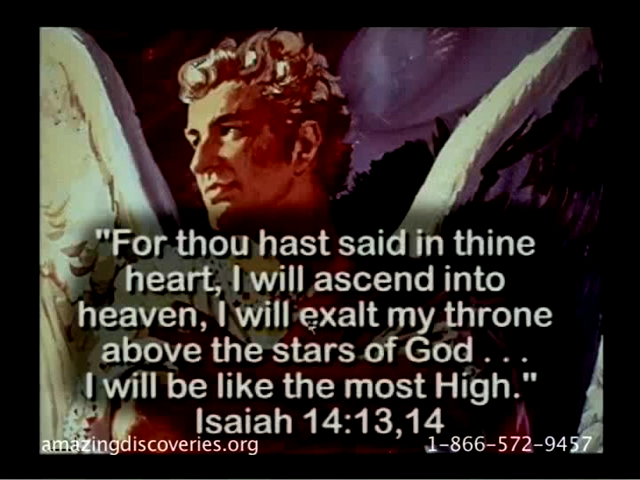 "For thou hast said in thine
heart, I will ascend into
heaven, I will exalt my throne
above the stars of God . . .
I will be like the most High."
Isaiah 14:13,14
amazingdiscoveries.org
1-866-572-9457